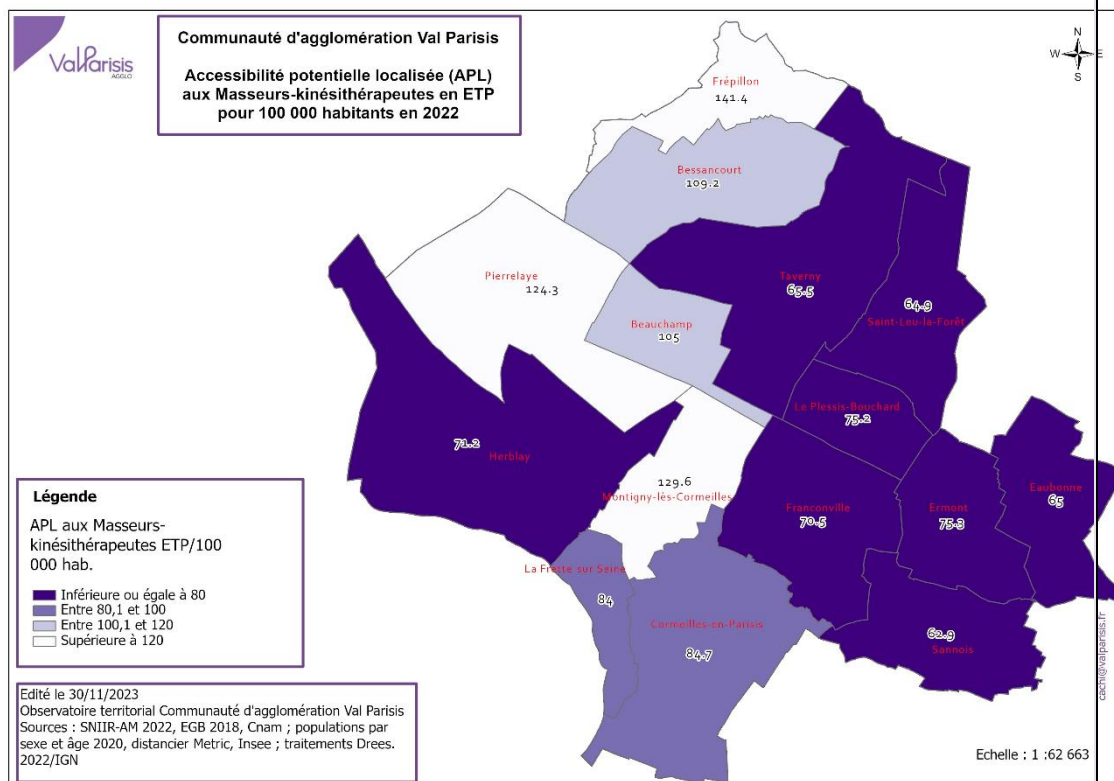 ValParisis
AGGLO
Communauté d'agglomération Val Parisis
Accessibilité potentielle localisée (APL)
aux Masseurs-kinésithérapeutes en ETP
pour 100 000 habitants en 2022
N
W
E
S
Frépillon
141.4
Bessancourt
109.2
Pierrelaye
124.3
Taverny
65.5
64.9
Saint-Leu-la-Forêt
Beauchamp
105
Le Plessis-Bouchard
75.2
71.2
Herblay
129.6
Montigny-lès-Cormeilles
Franconville
70.5
Ermont
75.3
Eaubonne
65
La Frette sur Seine
84
Cormeilles-en-Parisis
84.7
62.9
Sannois
Légende
APL aux Masseurs-
kinésithérapeutes ETP/100
000 hab.
Inférieure ou égale à 80
Entre 80,1 et 100
Entre 100,1 et 120
Supérieure à 120
Edité le 30/11/2023
Observatoire territorial Communauté d'agglomération Val Parisis
Sources : SNIIR-AM 2022, EGB 2018, Cnam ; populations par
sexe et âge 2020, distancier Metric, Insee ; traitements Drees.
2022/IGN
Echelle : 1 :62 663
cachi@valparisis.fr